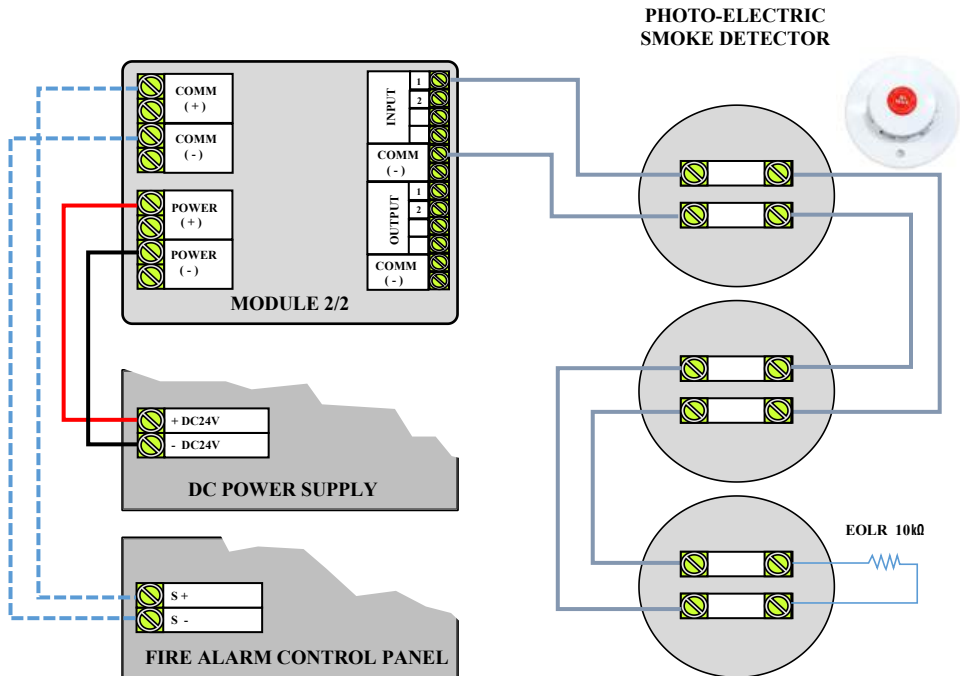 PHOTO-ELECTRIC
SMOKE DETECTOR
COMM
( + )
COMM
( - )
POWER
( + )
POWER
( - )
INPUT
1
2
COMM
( - )
OUTPUT
1
2
COMM
( - )
MODULE 2/2
+ DC24V
- DC24V
DC POWER SUPPLY
S +
S -
FIRE ALARM CONTROL PANEL
EOLR 10kΩ